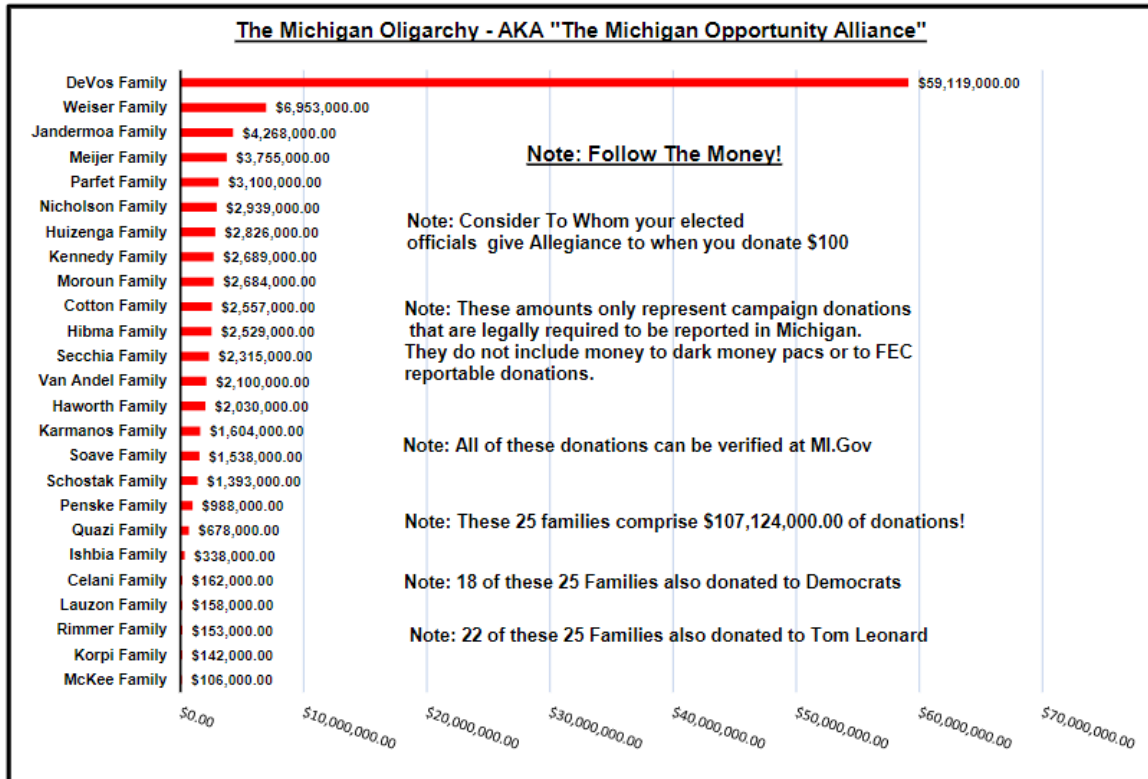 The Michigan Oligarchy - AKA "The Michigan Opportunity Alliance"
DeVos Family $59,119,000.00
Weiser Family $6,953,000.00
Jandermoa Family $4,268,000.00
Meijer Family $3,755,000.00
Parfet Family $3,100,000.00
Nicholson Family $2,939,000.00
Huizenga Family $2,826,000.00
Kennedy Family $2,689,000.00
Moroun Family $2,684,000.00
Cotton Family $2,557,000.00
Hibma Family $2,529,000.00
Secchia Family $2,315,000.00
Van Andel Family $2,100,000.00
Haworth Family $2,030,000.00
Karmanos Family $1,604,000.00
Soave Family $1,538,000.00
Schostak Family $1,393,000.00
Penske Family $988,000.00
Quazi Family $678,000.00
Ishbia Family $338,000.00
Celani Family $162,000.00
Lauzon Family $158,000.00
Rimmer Family $153,000.00
Korpi Family $142,000.00
McKee Family $106,000.00
Note: Follow The Money!
Note: Consider To Whom your elected
officials give Allegiance to when you donate $100
Note: These amounts only represent campaign donations
that are legally required to be reported in Michigan.
They do not include money to dark money pacs or to FEC
reportable donations.
Note: All of these donations can be verified at MI.Gov
Note: These 25 families comprise $107,124,000.00 of donations!
Note: 18 of these 25 Families also donated to Democrats
Note: 22 of these 25 Families also donated to Tom Leonard
$0.00 $10,000,000.00 $20,000,000.00 $30,000,000.00 $40,000,000.00 $50,000,000.00 $60,000,000.00 $70,000,000.00